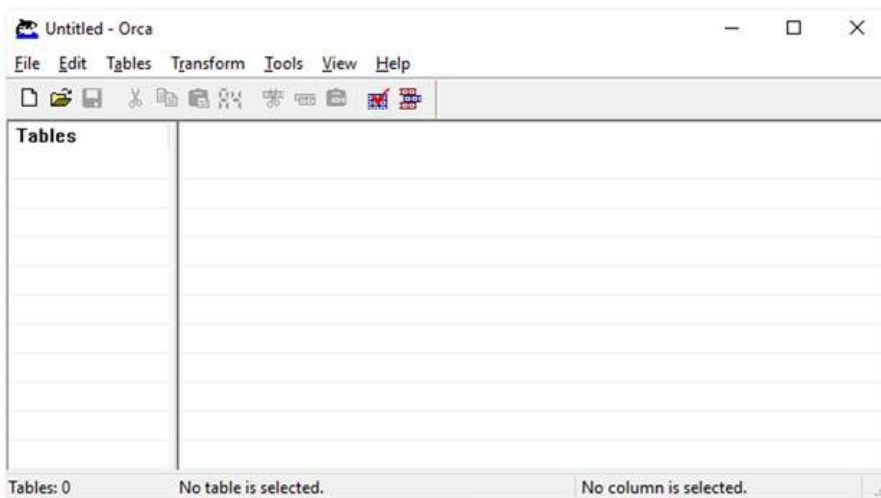 Untitled - Orca
File Edit Tables Transform Tools View Help
Tables
Tables: 0 No table is selected. No column is selected.